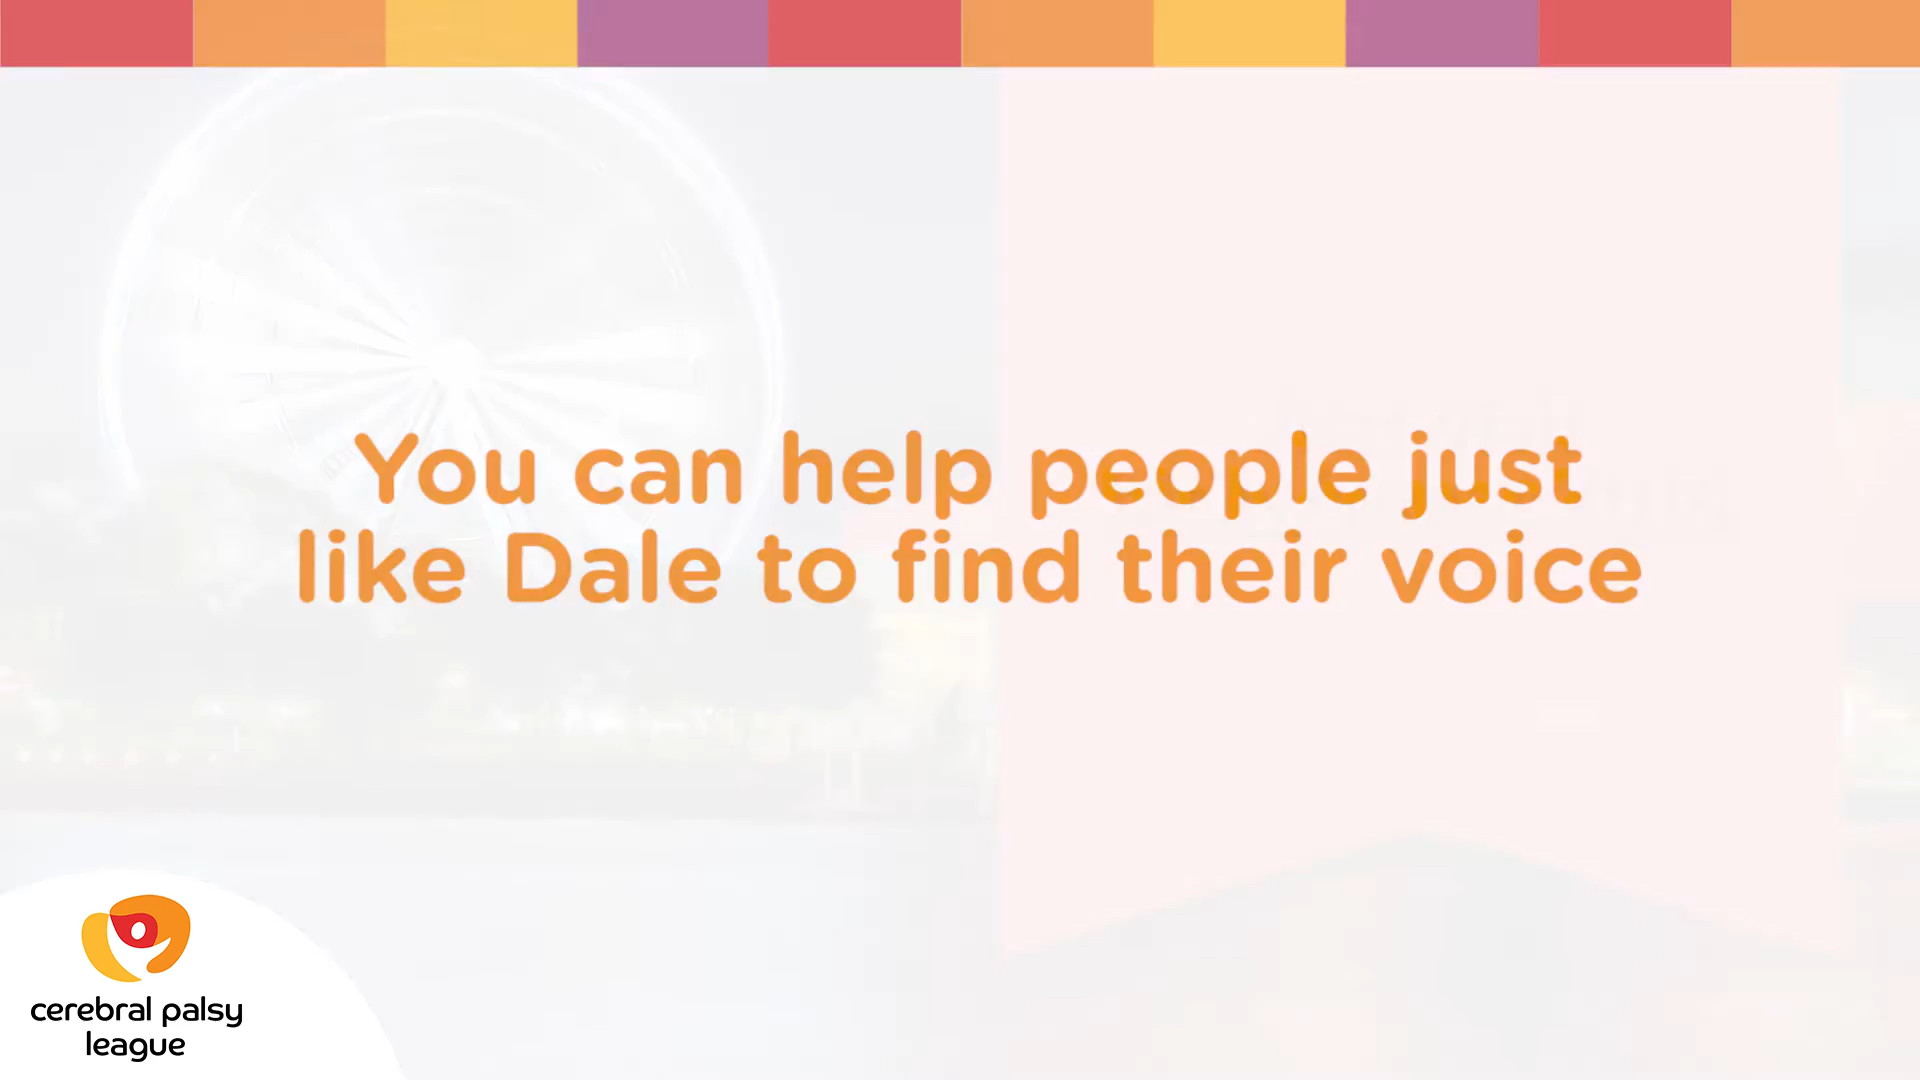 You can help people just
like Dale to find their voice
cerebral palsy
league